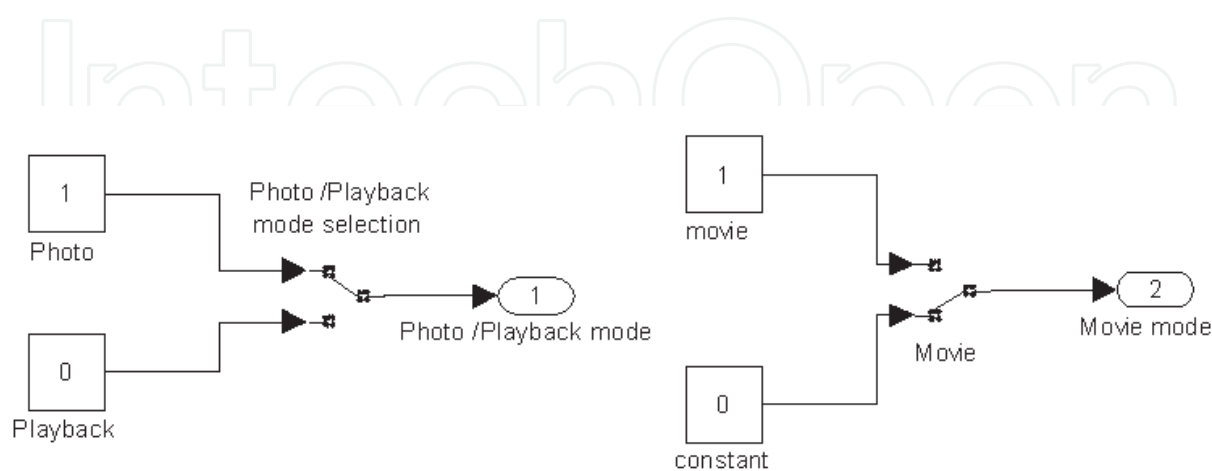 IntechOpen
1
Photo
Photo /Playback
mode selection
0
Playback
1
Photo /Playback mode
1
movie
0
constant
Movie
2
Movie mode